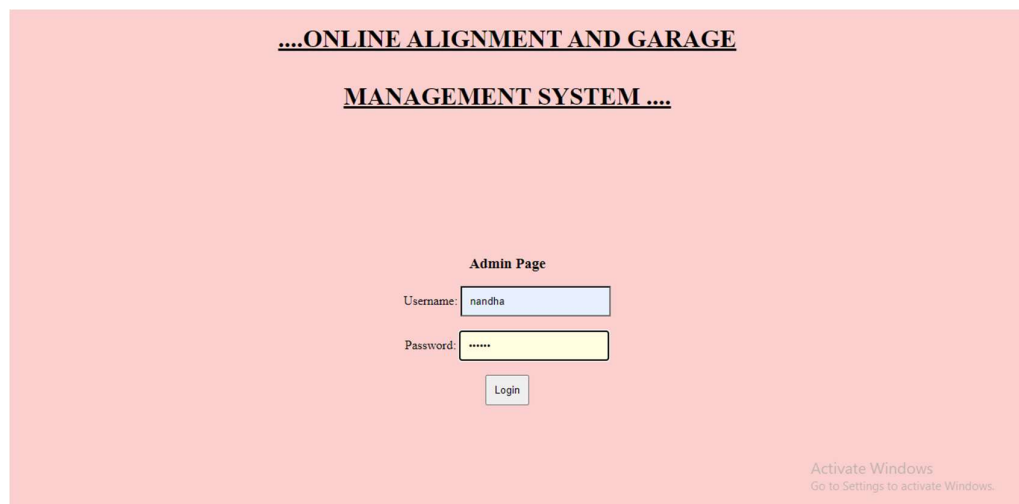 ....ONLINE ALIGNMENT AND GARAGE
MANAGEMENT SYSTEM ....
Admin Page
Username: nandha
Password: ••••••
Login
Activate Windows
Go to Settings to activate Windows.